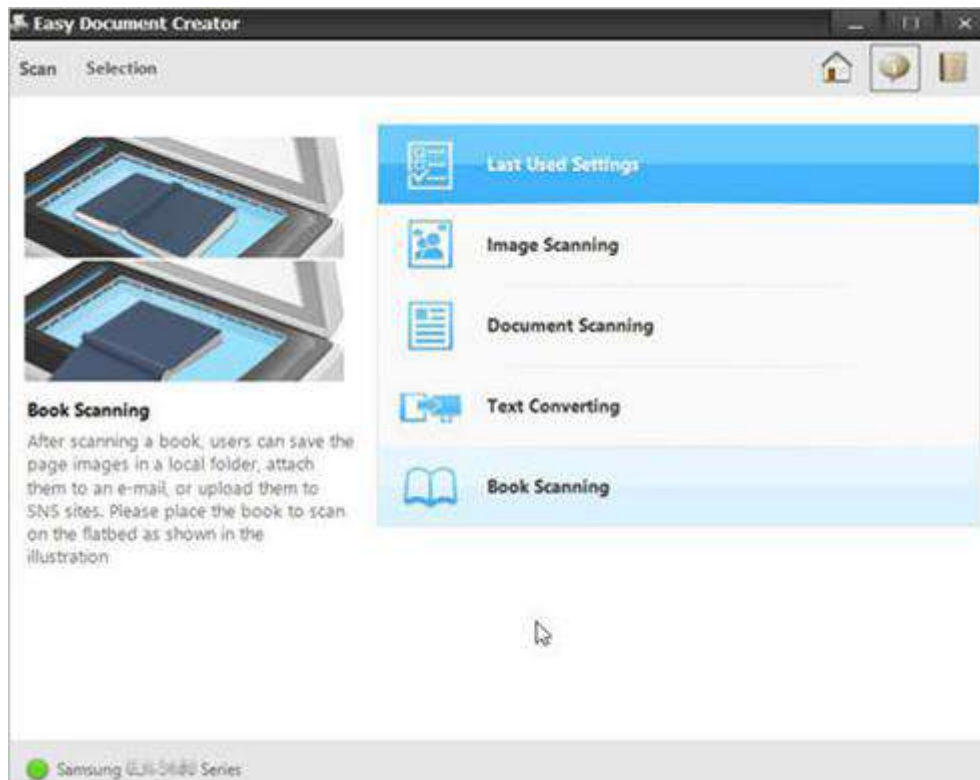 Easy Document Creator
Scan Selection
Last Used Settings
Image Scanning
Document Scanning
Text Converting
Book Scanning
Book Scanning
After scanning a book, users can save the
page images in a local folder, attach
them to an e-mail, or upload them to
SNS sites. Please place the book to scan
on the flatbed as shown in the
illustration
Samsung Series